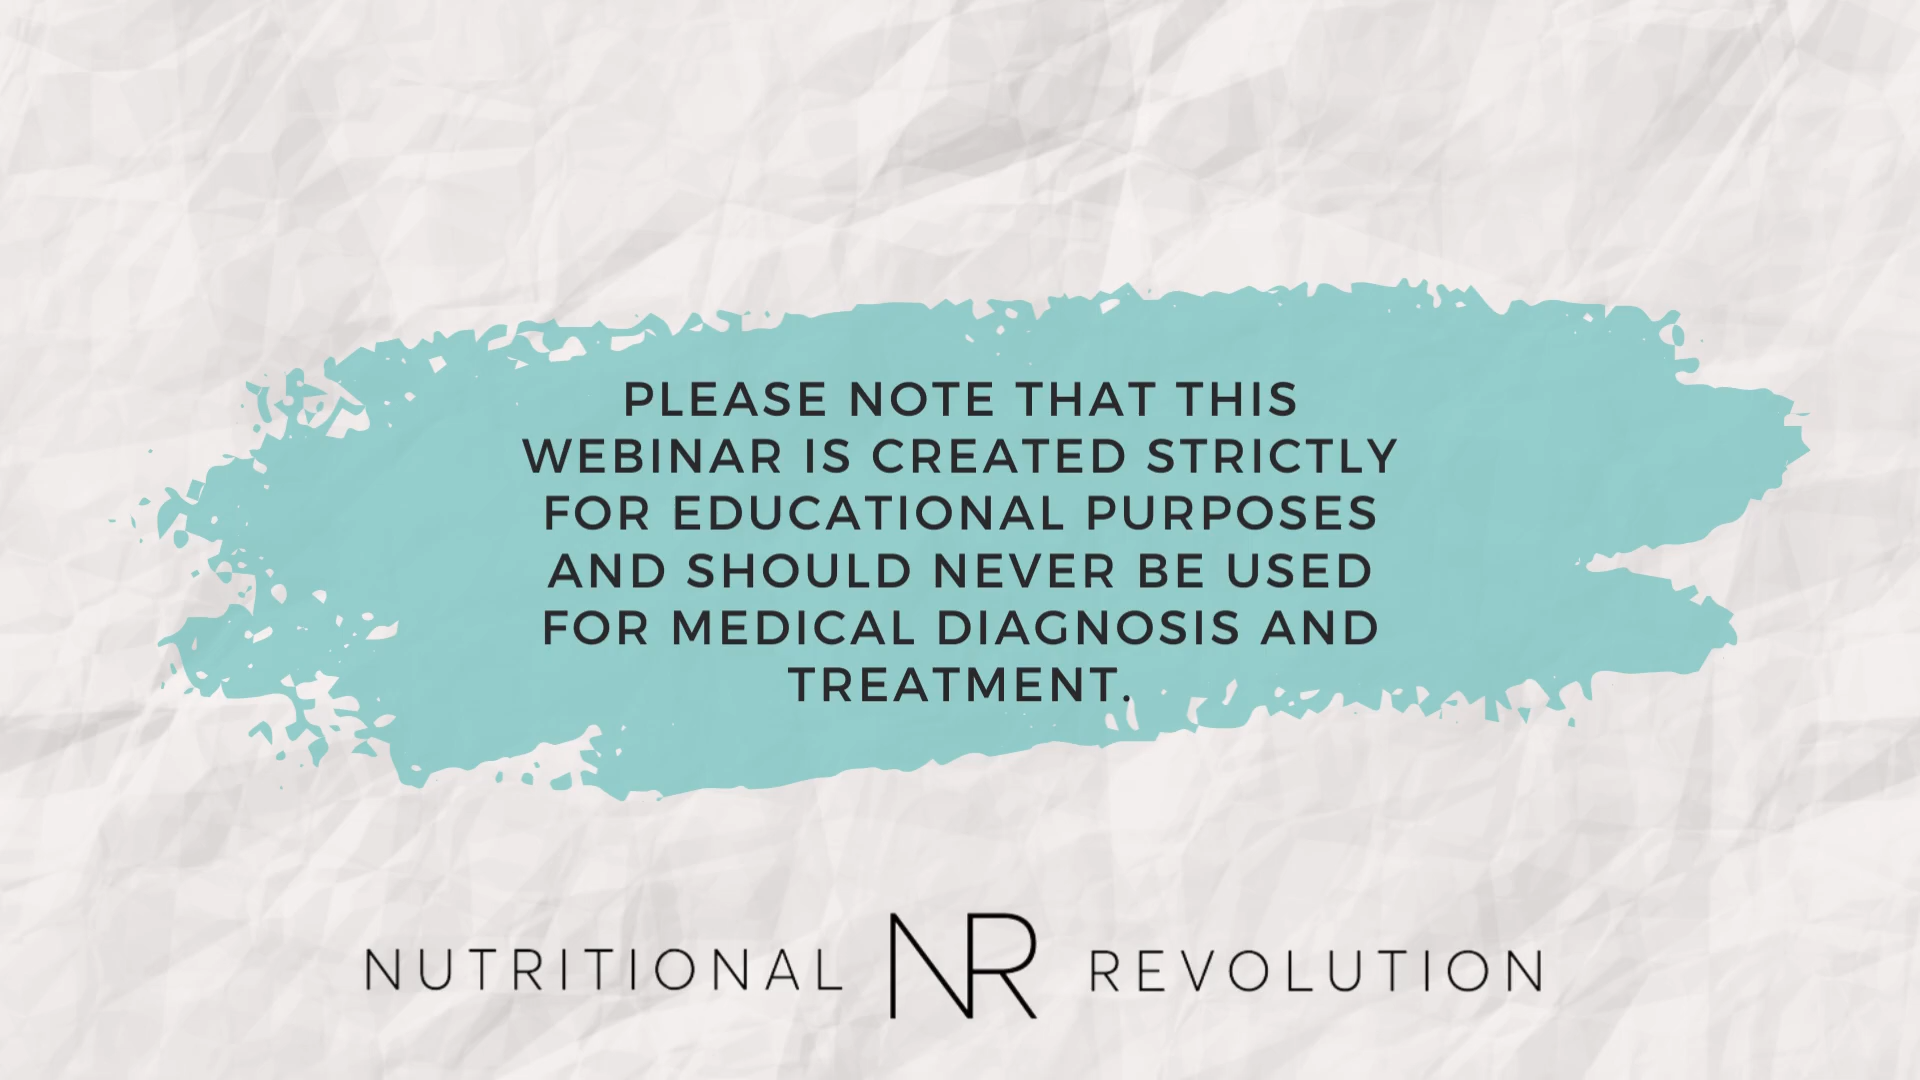 PLEASE NOTE THAT THIS
WEBINAR IS CREATED STRICTLY
FOR EDUCATIONAL PURPOSES
AND SHOULD NEVER BE USED
FOR MEDICAL DIAGNOSIS AND
TREATMENT.
NUTRITIONAL NR REVOLUTION